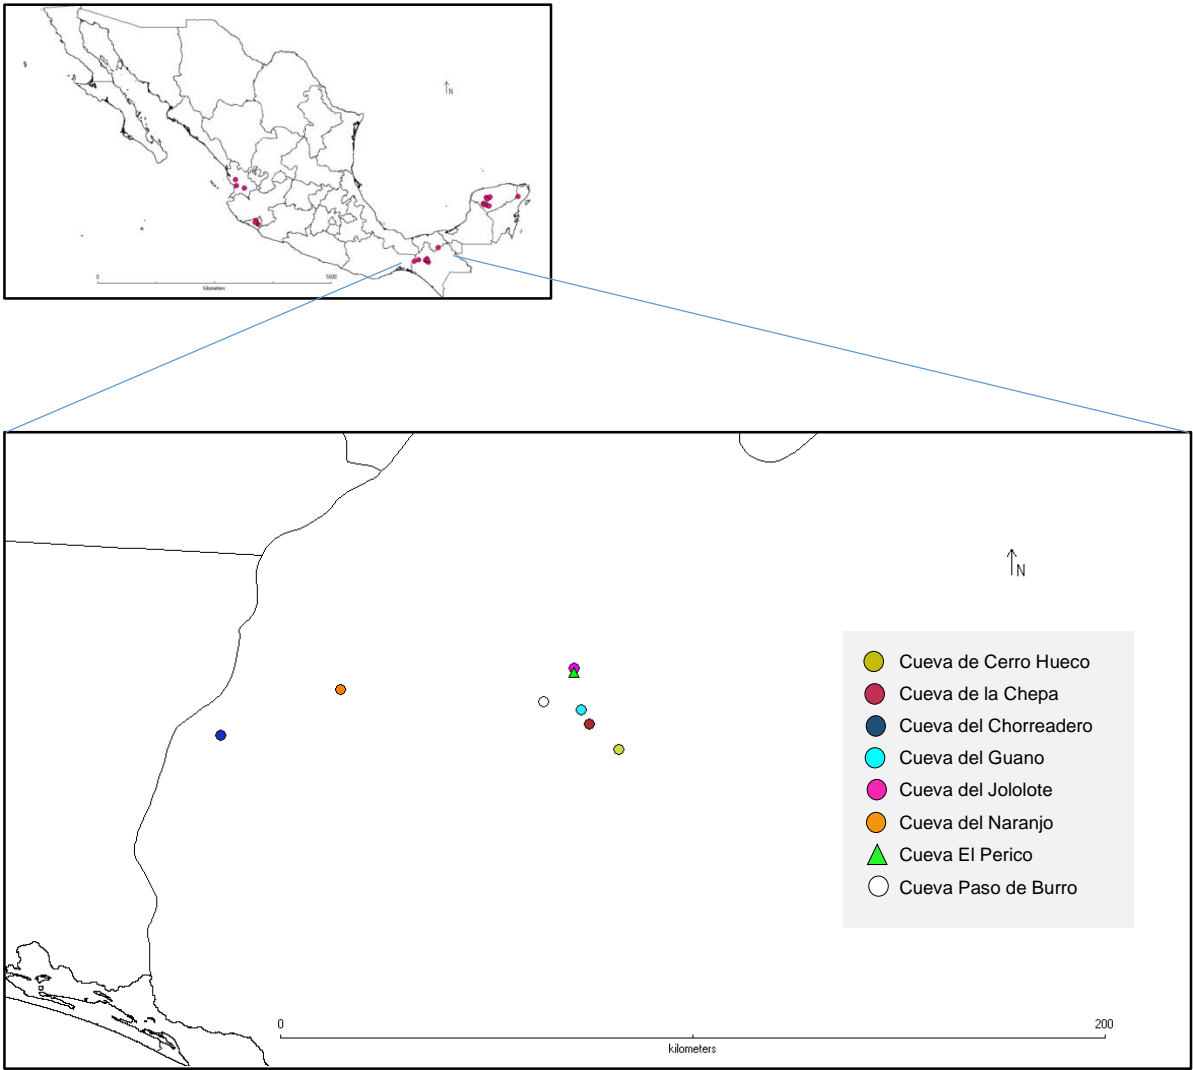 N
0
1600
kilometers
N
Cueva de Cerro Hueco
Cueva de la Chepa
Cueva del Chorreadero
Cueva del Guano
Cueva del Jololote
Cueva del Naranjo
Cueva El Perico
Cueva Paso de Burro
0
200
kilometers